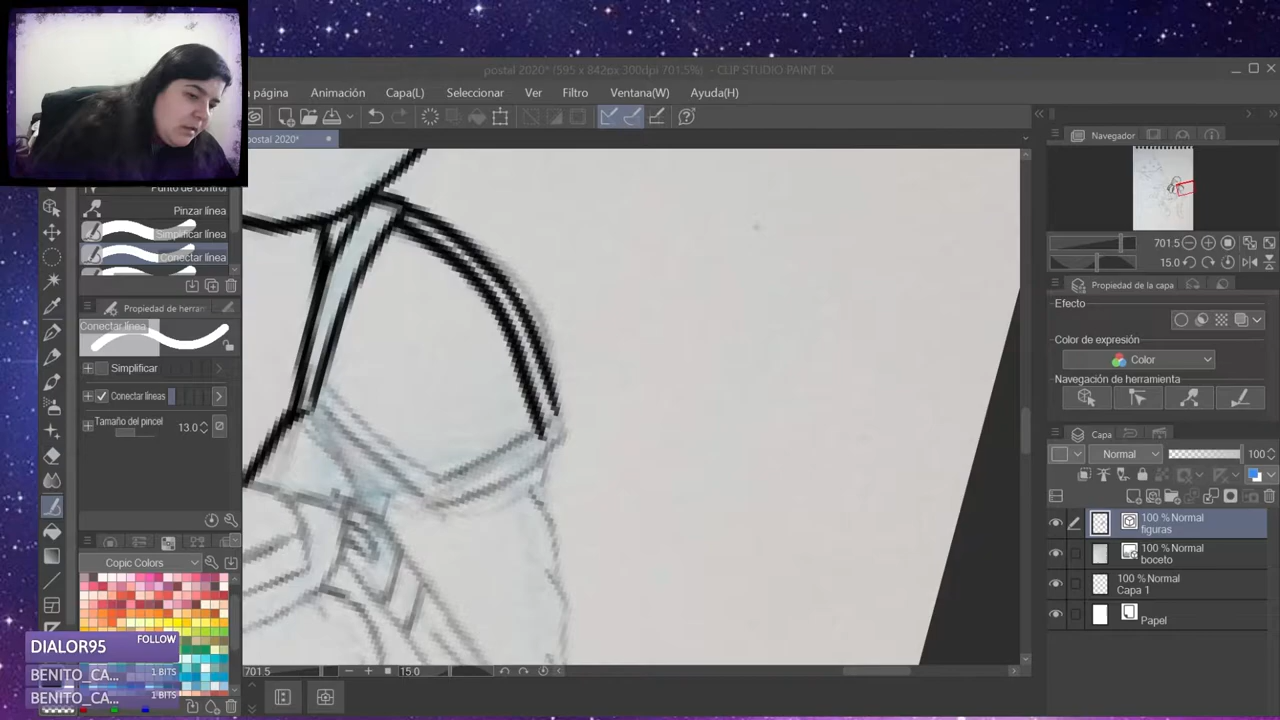 postal 2020* (595 x 842px 300dpi 701.5%) - CLIP STUDIO PAINT EX
a página Animación Capa(L) Seleccionar Ver Filtro Ventana(W) Ayuda(H)
postal 2020*
Punto de control
Pinzar línea
Simplificar línea
Conectar línea
Propiedad de herrar
Conectar línea
Simplificar
Conectar líneas
Tamaño del pincel
13.0
Copic Colors
DIALOR95 FOLLOW
BENITO_CA... 1 BITS
BENITO_CA... 1 BITS
701.5
15.0
Navegador
701.5
15.0
Propiedad de la capa
Efecto
Color de expresión
Color
Navegación de herramienta
Capa
Normal 100
100 % Normal
figuras
100 % Normal
boceto
100 % Normal
Capa 1
Papel